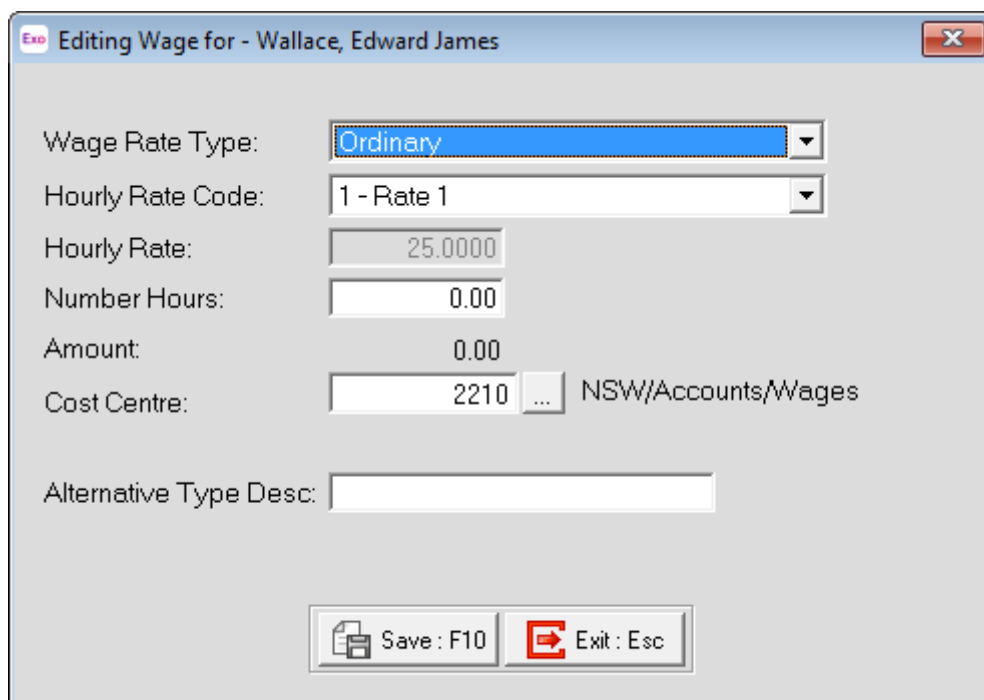 Exo Editing Wage for - Wallace, Edward James
Wage Rate Type: Ordinary
Hourly Rate Code: 1 - Rate 1
Hourly Rate: 25.0000
Number Hours: 0.00
Amount: 0.00
Cost Centre: 2210 ... NSW/Accounts/Wages
Alternative Type Desc:
Save : F10 Exit : Esc